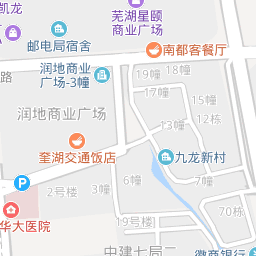 凯龙
芜湖星颐
商业广场
邮电局宿舍
南都客餐厅
路
润地商业
广场-3幢
19幢
18幢
17幢
15幢
润地商业广场
12栋
13幢
奎湖交通饭店
九龙新村
6幢
3幢
2号楼
P
华大医院
19号楼
70栋
中建七局二
徽商银行